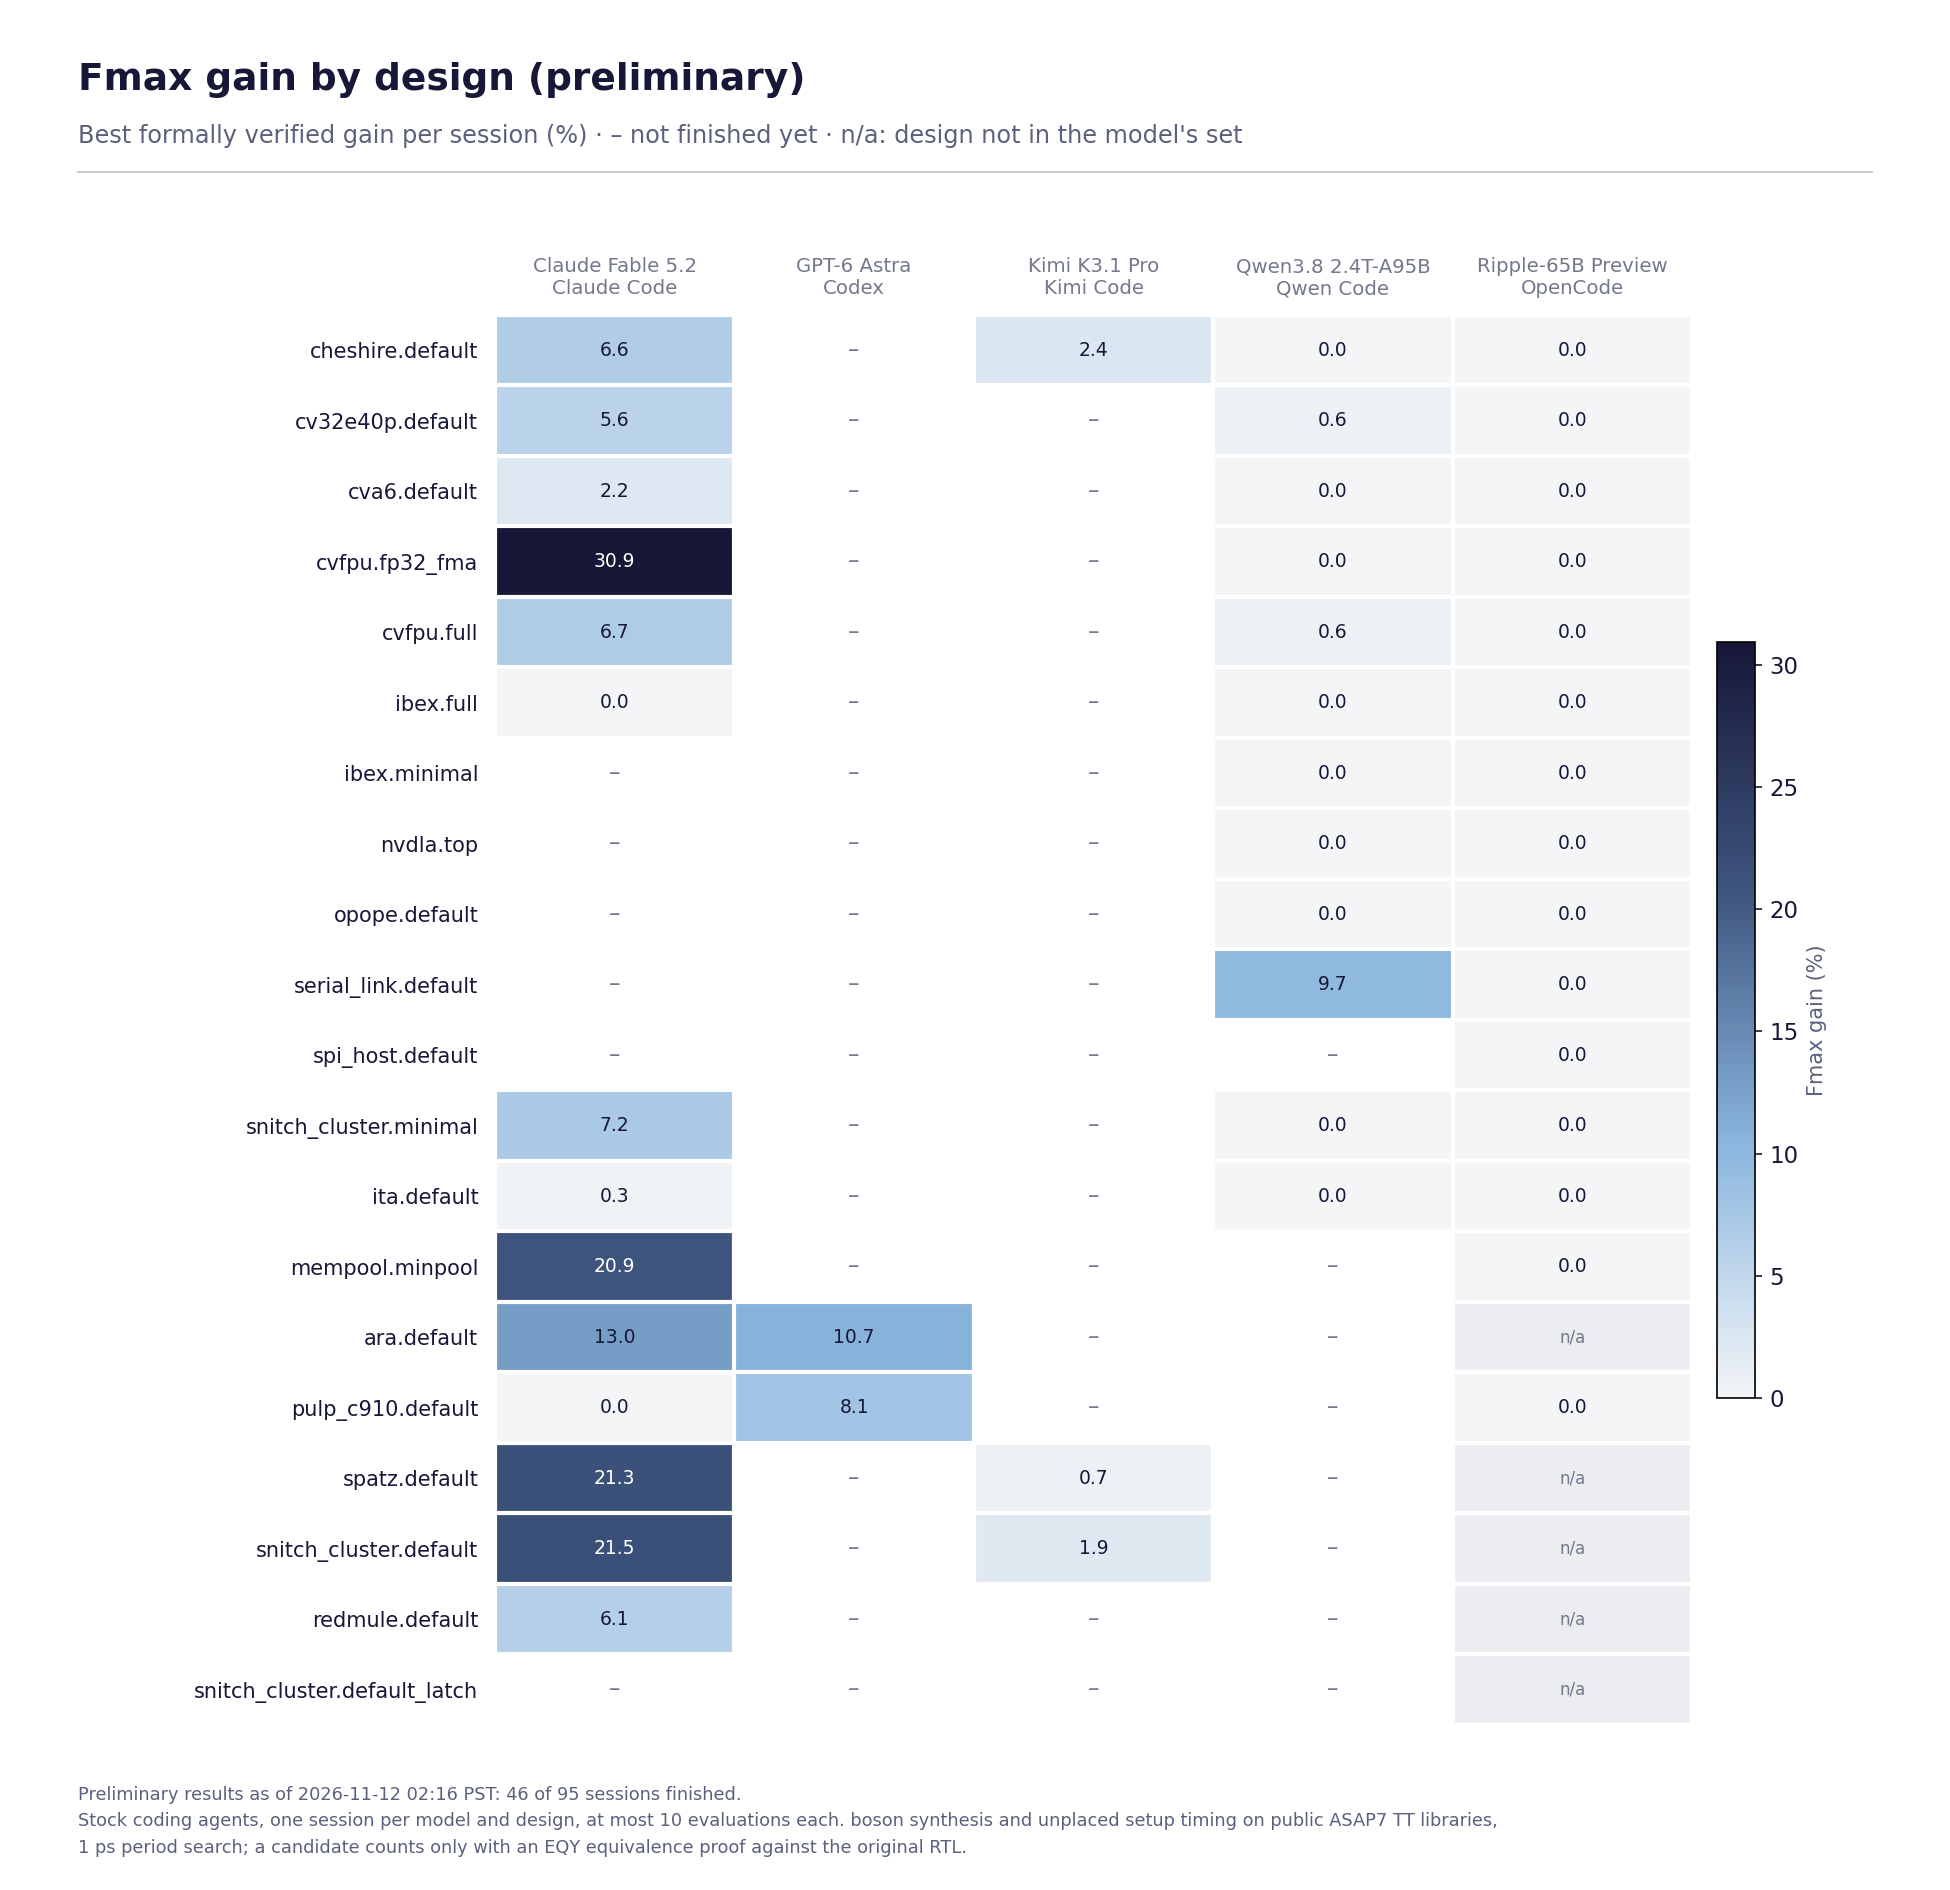 Fmax gain by design (preliminary)
Best formally verified gain per session (%) · – not finished yet · n/a: design not in the model's set
Claude Fable 5.2 GPT-6 Astra Kimi K3.1 Pro Qwen3.8 2.4T-A95B Ripple-65B Preview
Claude Code Codex Kimi Code Qwen Code OpenCode
cheshire.default 6.6 – 2.4 0.0 0.0
cv32e40p.default 5.6 – – 0.6 0.0
cva6.default 2.2 – – 0.0 0.0
cvfpu.fp32_fma 30.9 – – 0.0 0.0
cvfpu.full 6.7 – – 0.6 0.0
ibex.full 0.0 – – 0.0 0.0
ibex.minimal – – – 0.0 0.0
nvdla.top – – – 0.0 0.0
opope.default – – – 0.0 0.0
serial_link.default – – – 9.7 0.0
spi_host.default – – – – 0.0
snitch_cluster.minimal 7.2 – – 0.0 0.0
ita.default 0.3 – – 0.0 0.0
mempool.minpool 20.9 – – – 0.0
ara.default 13.0 10.7 – – n/a
pulp_c910.default 0.0 8.1 – – 0.0
spatz.default 21.3 – 0.7 – n/a
snitch_cluster.default 21.5 – 1.9 – n/a
redmule.default 6.1 – – – n/a
snitch_cluster.default_latch – – – – n/a
30
25
20
15
10
5
0
Fmax gain (%)
Preliminary results as of 2026-11-12 02:16 PST: 46 of 95 sessions finished.
Stock coding agents, one session per model and design, at most 10 evaluations each. boson synthesis and unplaced setup timing on public ASAP7 TT libraries,
1 ps period search; a candidate counts only with an EQY equivalence proof against the original RTL.